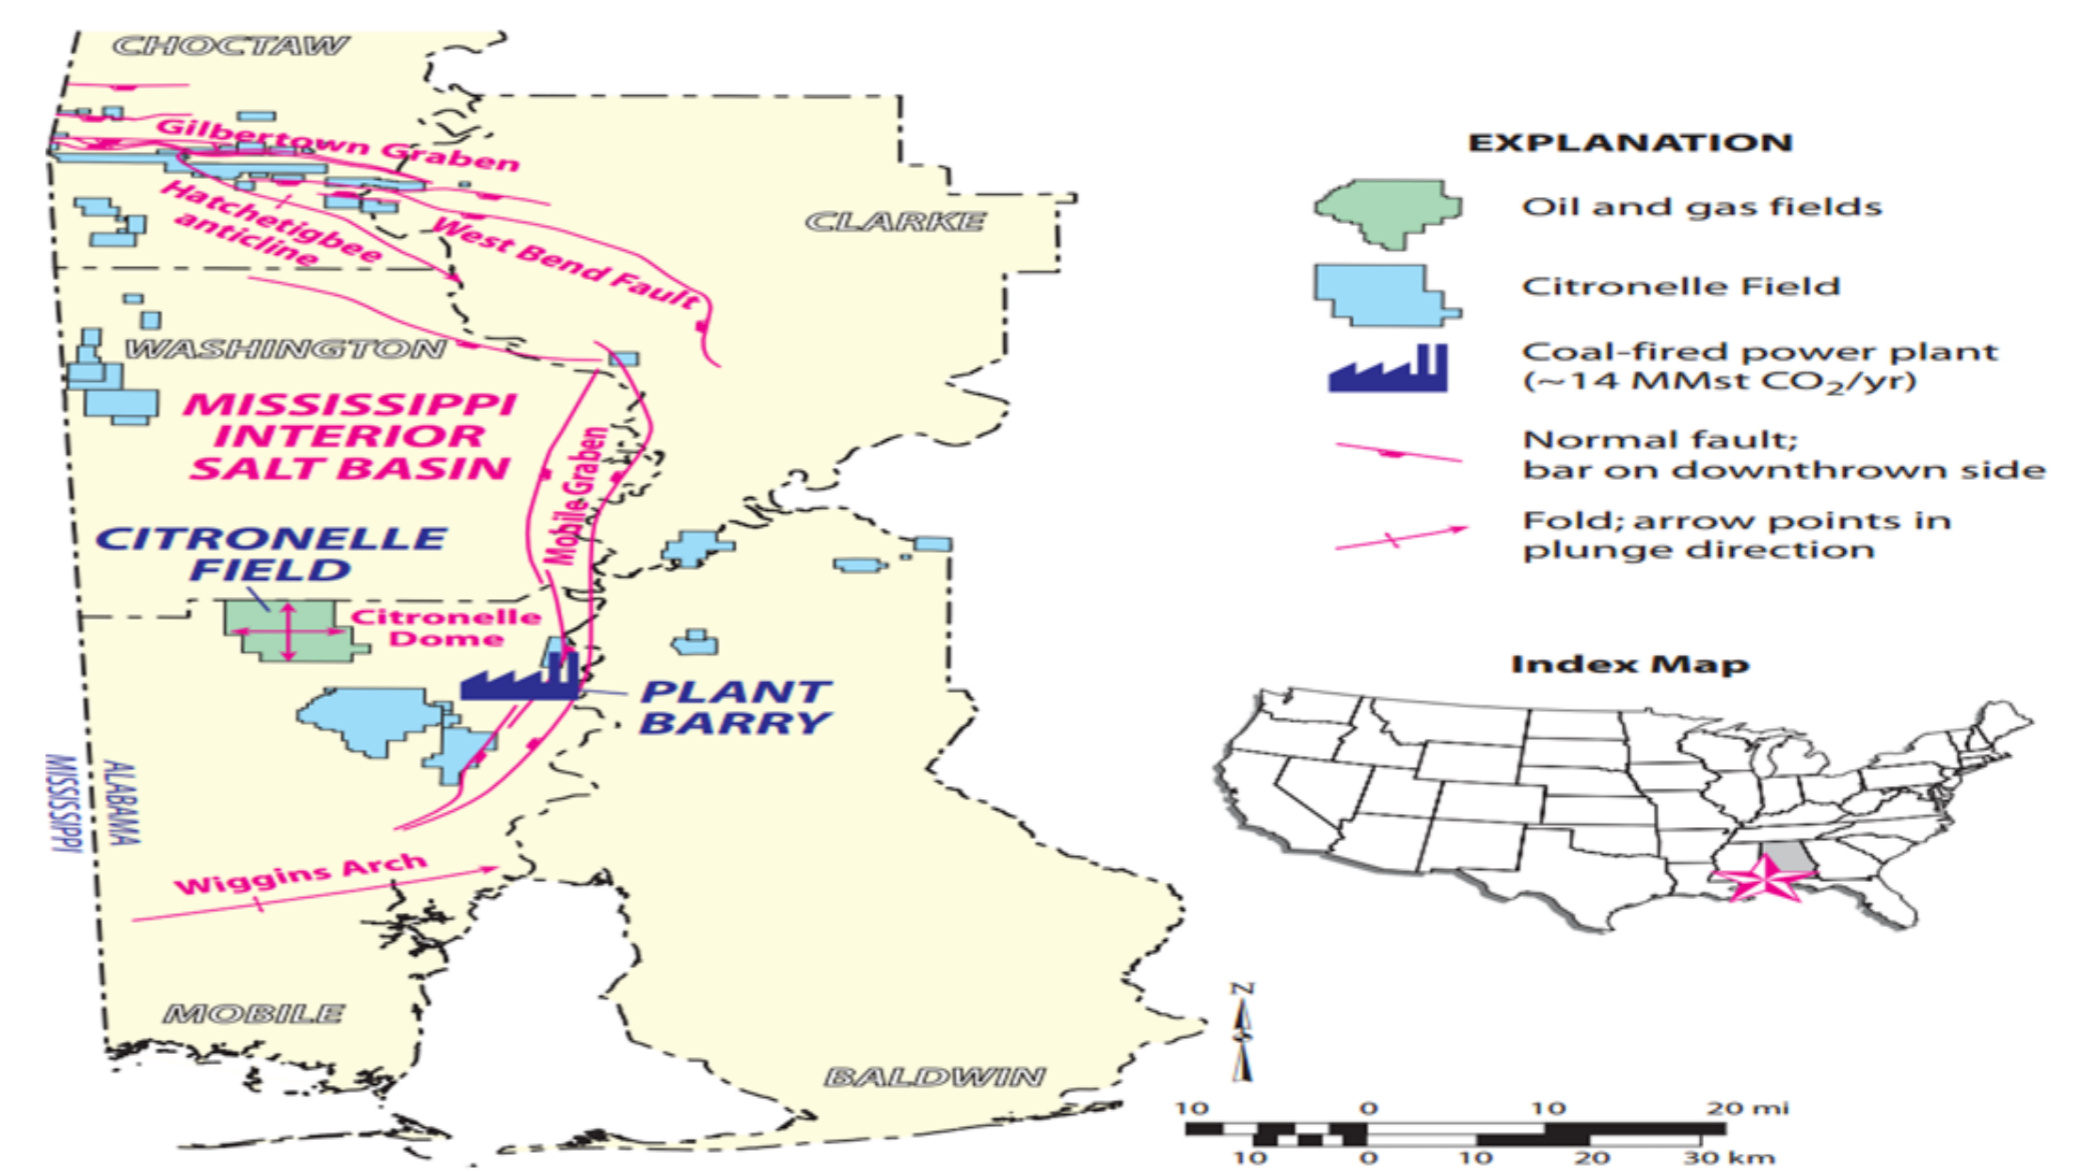 CHOCTAW
Gilbertown Graben
Hatchetigbee
anticline
West Bend Fault
CLARKE
WASHINGTON
MISSISSIPPI
INTERIOR
SALT BASIN
Mobile Graben
CITRONELLE
FIELD
Citronelle
Dome
PLANT
BARRY
MISSISSIPPI
ALABAMA
Wiggins Arch
MOBILE
BALDWIN
EXPLANATION
Oil and gas fields
Citronelle Field
Coal-fired power plant
(~14 MMst CO₂/yr)
Normal fault;
bar on downthrown side
Fold; arrow points in
plunge direction
Index Map
N
10 0 10 20 mi
10 0 10 20 30 km